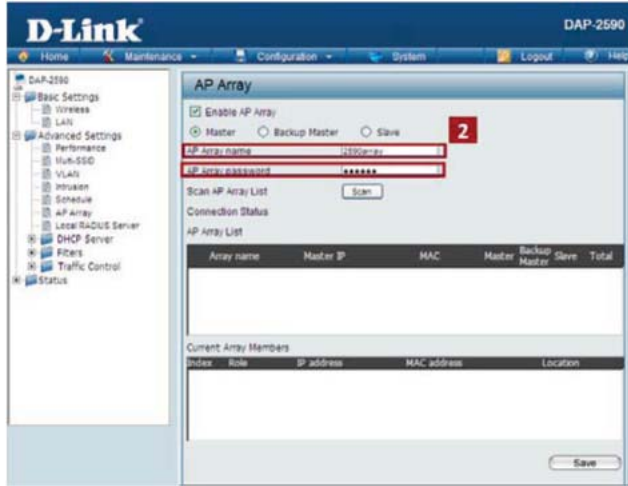 D-Link
DAP-2590
Home Maintenance Configuration System Logout Help
DAP-2590
Basic Settings
Wireless
LAN
Advanced Settings
Performance
Multi-SSID
VLAN
Intrusion
Schedule
AP Array
Local RADIUS Server
DHCP Server
Filters
Traffic Control
Status
AP Array
Enable AP Array
Master Backup Master Slave
2
AP Array name 2590array
AP Array password ******
Scan AP Array List Scan
Connection Status
AP Array List
Array name Master IP MAC Master Backup Master Slave Total
Current Array Members
Index Role IP address MAC address Location
Save